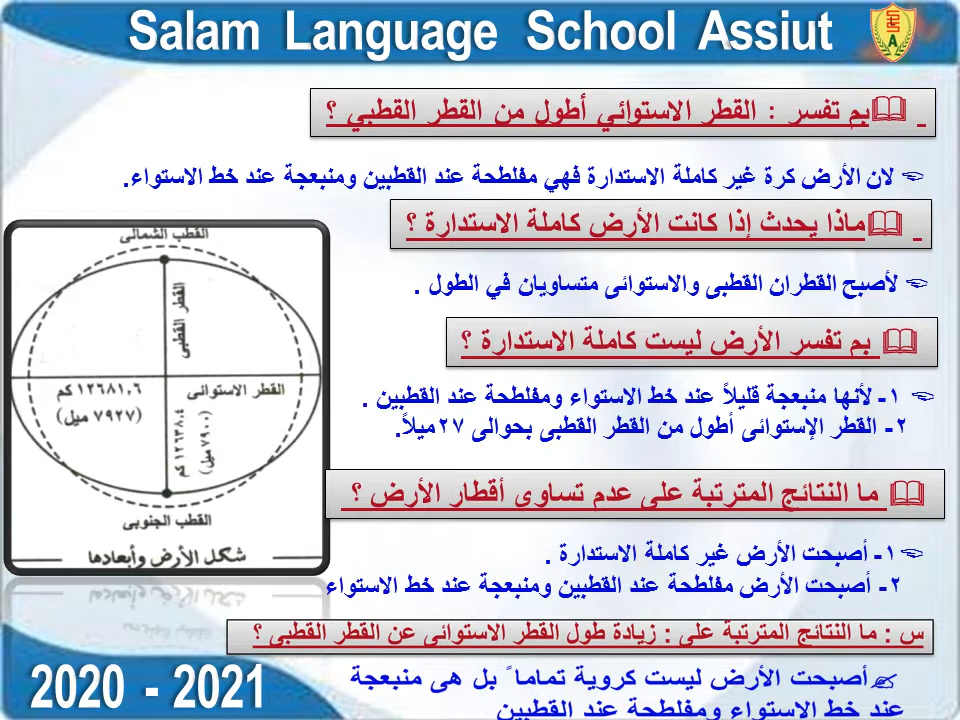 Salam Language School Assiut
بم تفسر : القطر الاستوائي أطول من القطر القطبي ؟
لان الأرض كرة غير كاملة الاستدارة فهي مفلطحة عند القطبين ومنبعجة عند خط الاستواء.
ماذا يحدث إذا كانت الأرض كاملة الاستدارة ؟
لأصبح القطران القطبى والاستوائى متساويان في الطول .
بم تفسر الأرض ليست كاملة الاستدارة ؟
١- لأنها منبعجة قليلاً عند خط الاستواء ومفلطحة عند القطبين .
٢- القطر الإستوائى أطول من القطر القطبى بحوالى ٢٧ميلاً.
ما النتائج المترتبة على عدم تساوى أقطار الأرض ؟
١- أصبحت الأرض غير كاملة الاستدارة .
٢- أصبحت الأرض مفلطحة عند القطبين ومنبعجة عند خط الاستواء
س : ما النتائج المترتبة على : زيادة طول القطر الاستوائى عن القطر القطبى ؟
أصبحت الأرض ليست كروية تماما ً بل هى منبعجة
عند خط الاستواء ومفلطحة عند القطبين
القطب الشمالى
القطر القطبى
القطر الاستوائى
١٢٦٨١,٦ كم
(٧٩٢٧ ميل)
كم
(٧٩٠٠ ميل)
القطب الجنوبى
شكل الأرض وأبعادها
2020 - 2021